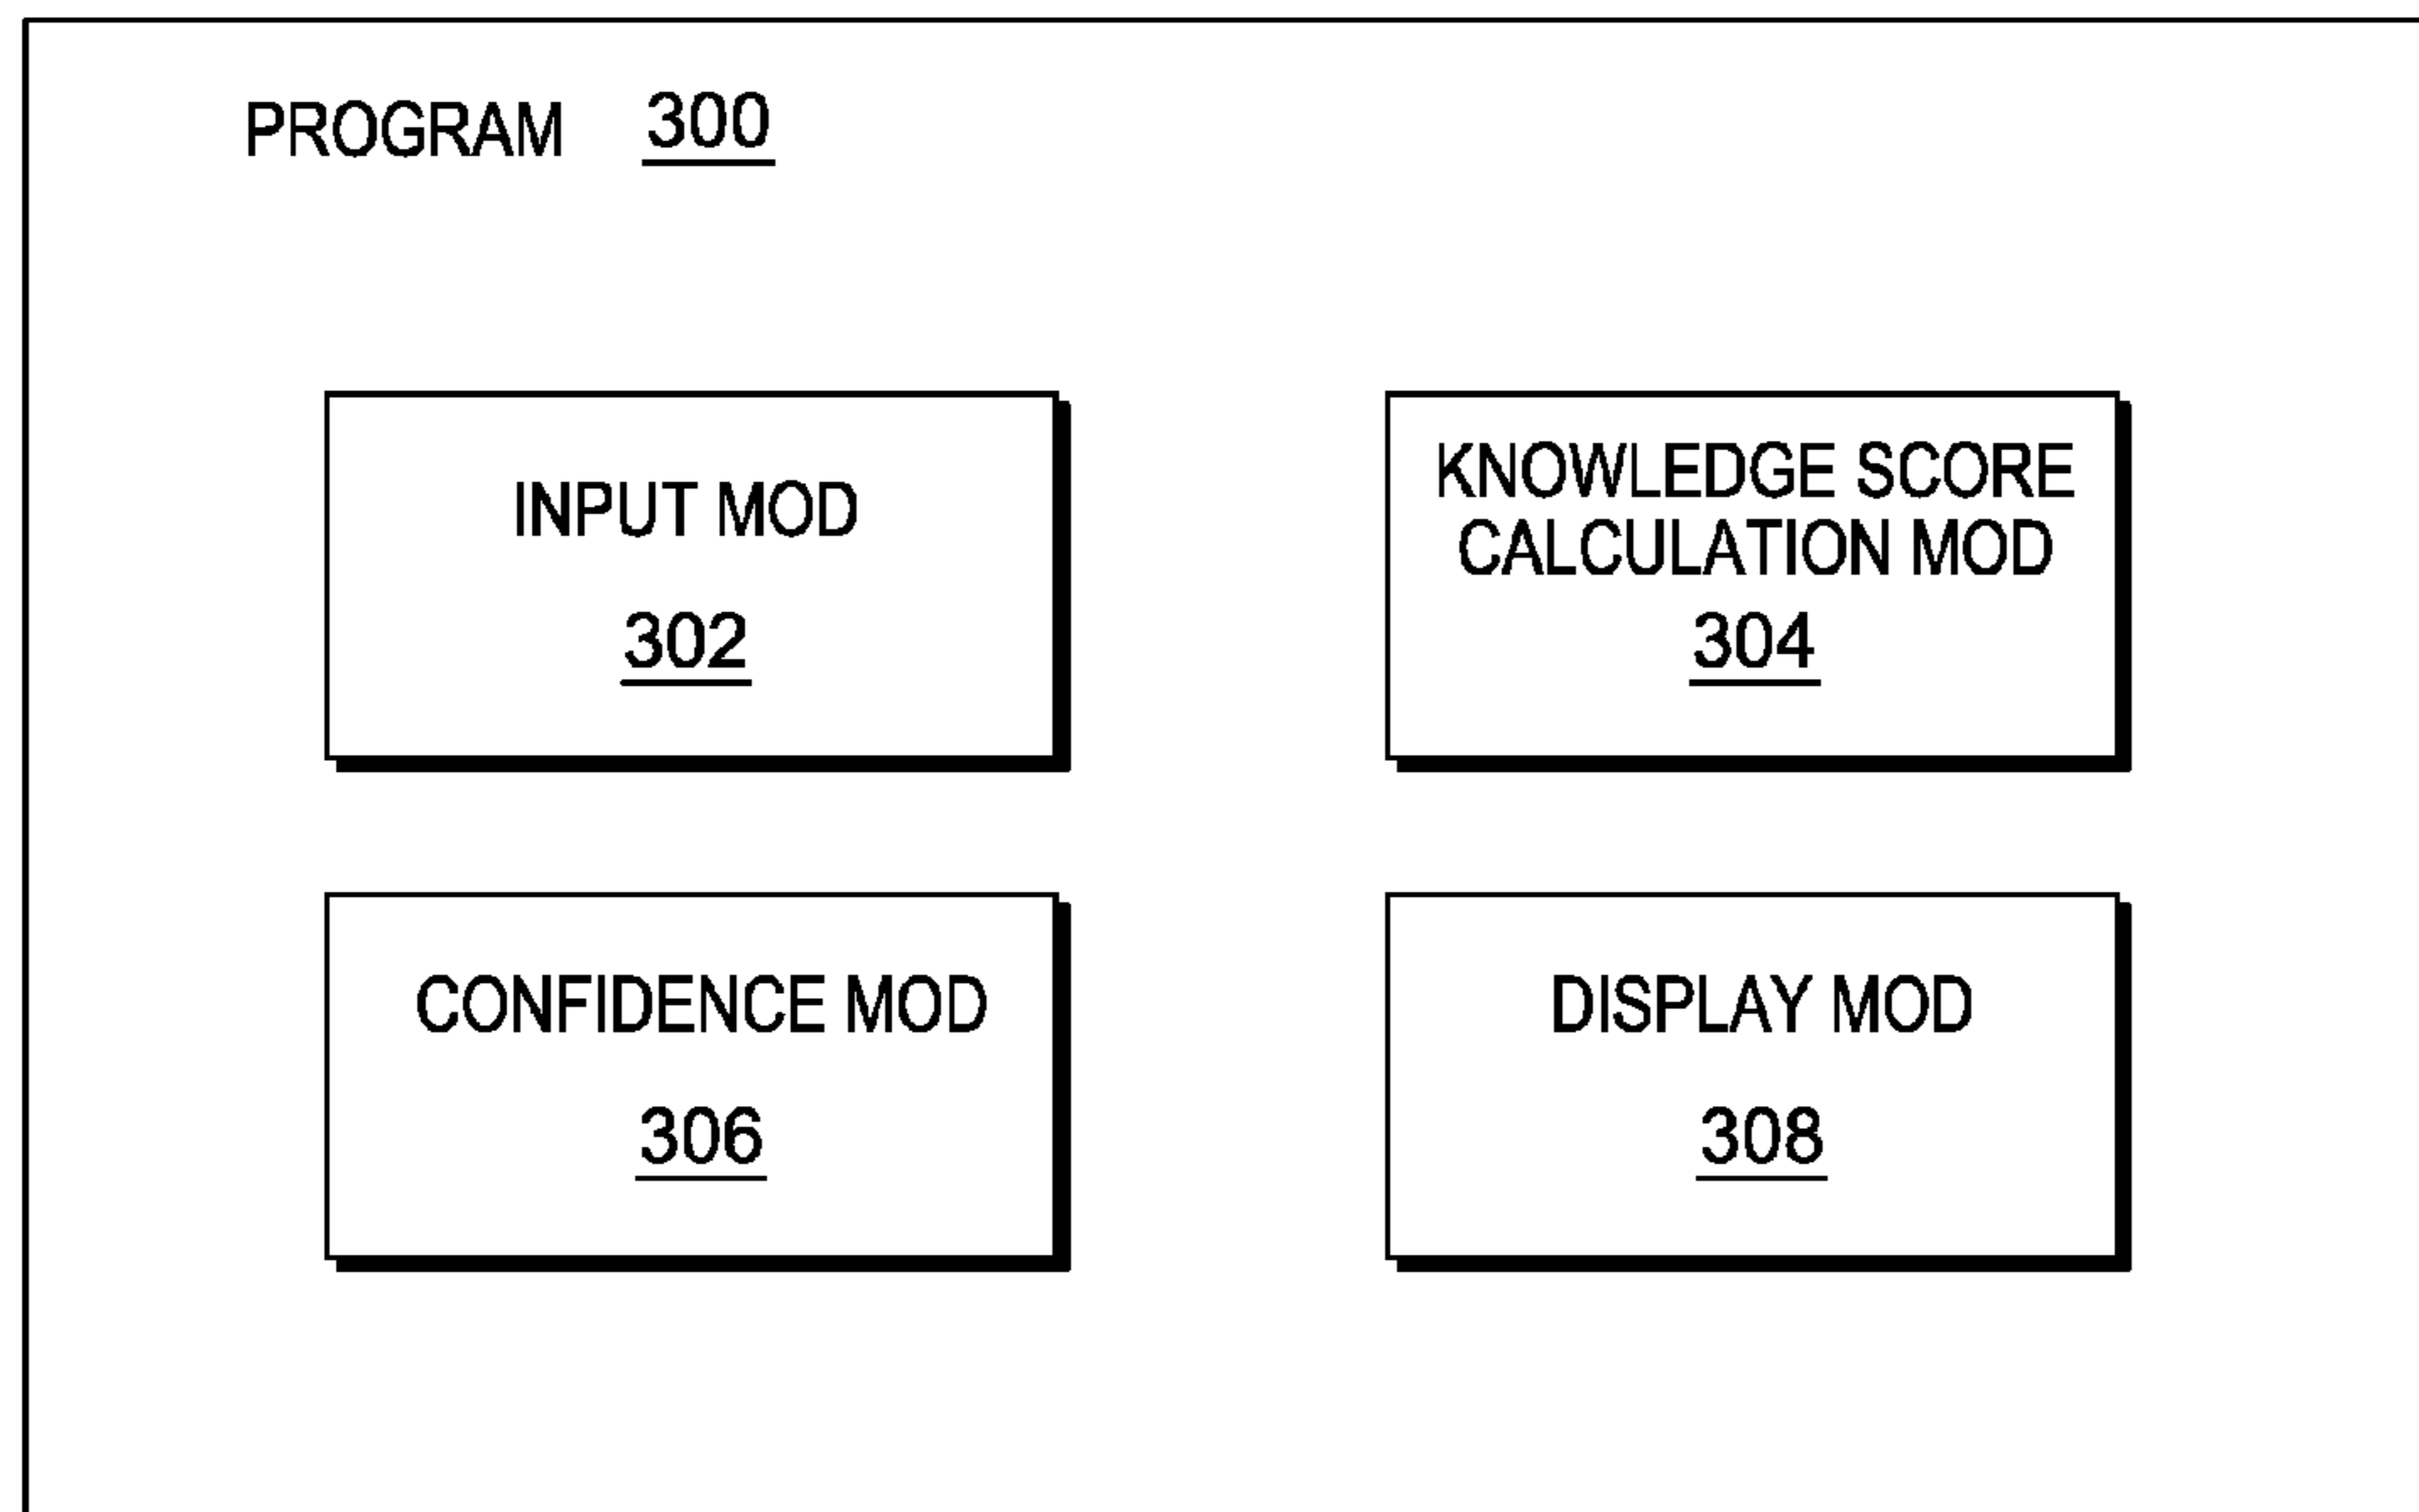 PROGRAM 300
INPUT MOD
302
KNOWLEDGE SCORE
CALCULATION MOD
304
CONFIDENCE MOD
306
DISPLAY MOD
308